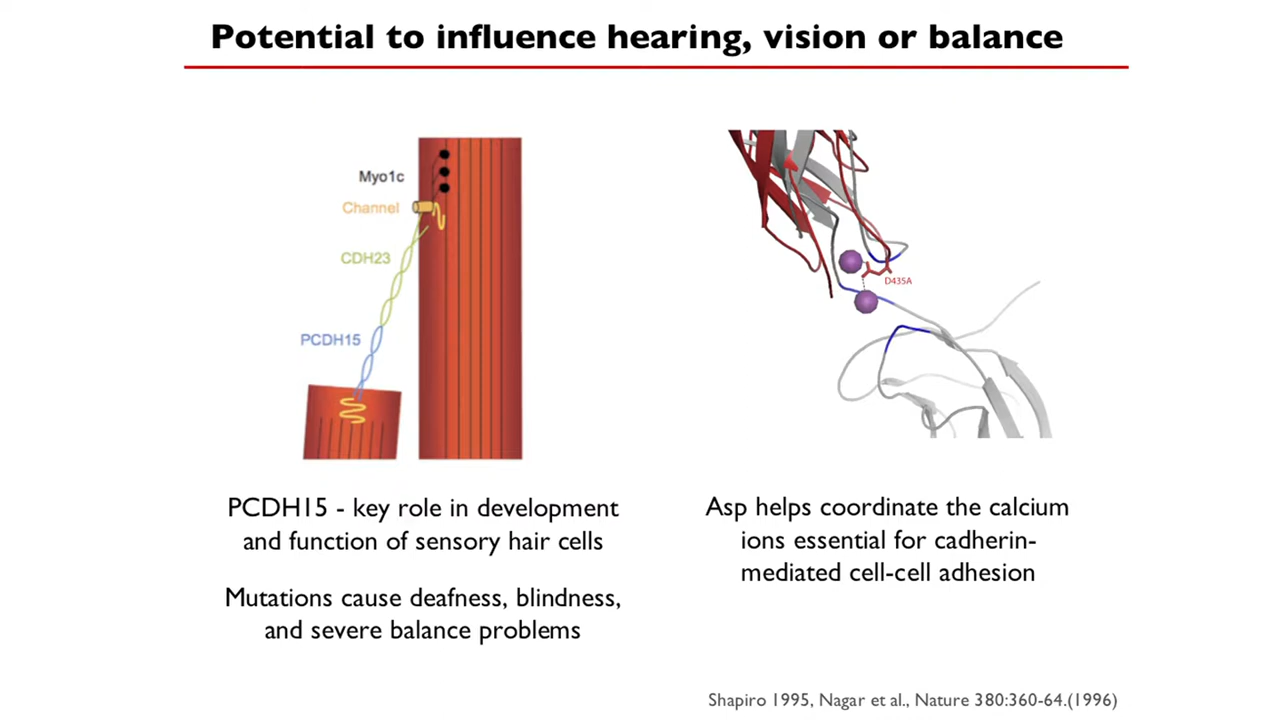 Potential to influence hearing, vision or balance
Myo1c
Channel
CDH23
PCDH15
D435A
PCDH15 - key role in development
and function of sensory hair cells
Mutations cause deafness, blindness,
and severe balance problems
Asp helps coordinate the calcium
ions essential for cadherin-
mediated cell-cell adhesion
Shapiro 1995, Nagar et al., Nature 380:360-64.(1996)